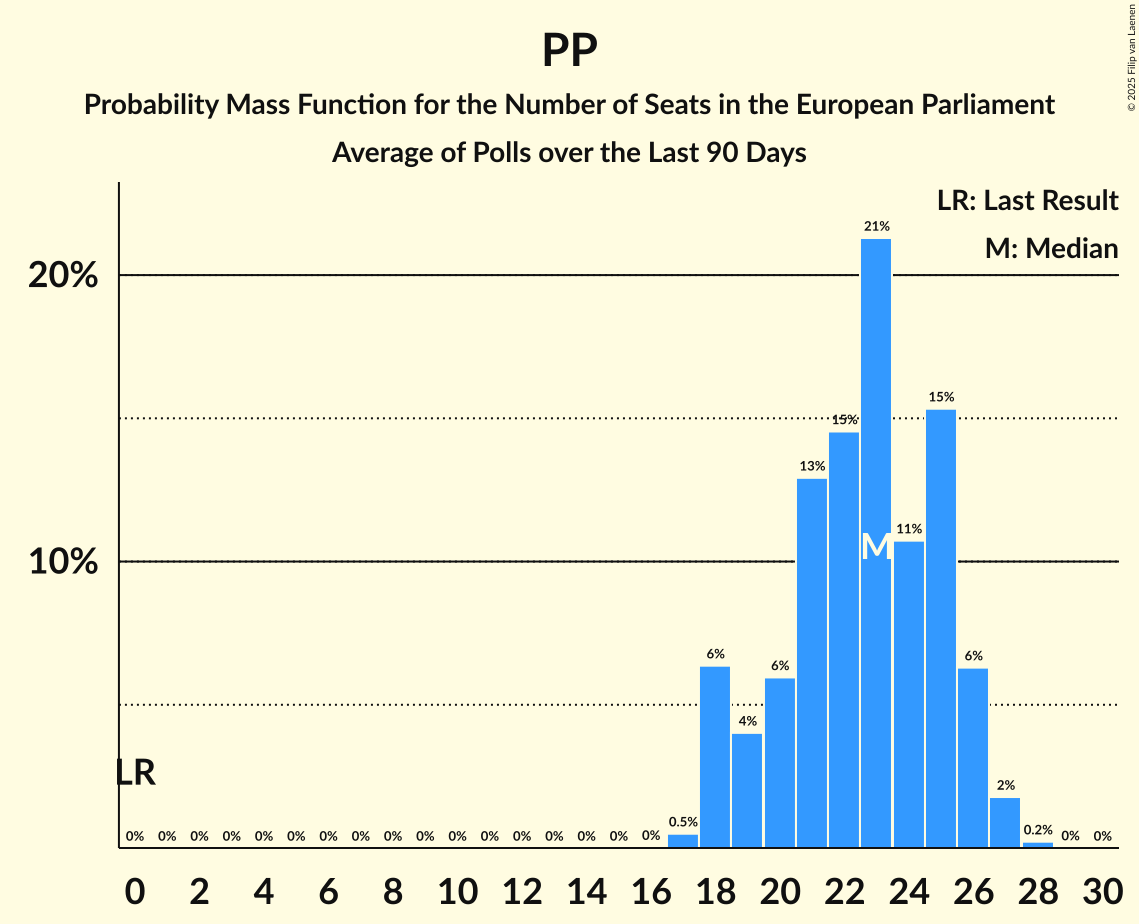 PP
Probability Mass Function for the Number of Seats in the European Parliament
Average of Polls over the Last 90 Days
© 2025 Filip van Laenen
LR: Last Result
M: Median
20%
10%
21%
15%
15%
13%
11%
M
6%
4%
6%
6%
2%
LR
0% 0% 0% 0% 0% 0% 0% 0% 0% 0% 0% 0% 0% 0% 0% 0% 0% 0.5% 0.2% 0% 0%
0 2 4 6 8 10 12 14 16 18 20 22 24 26 28 30